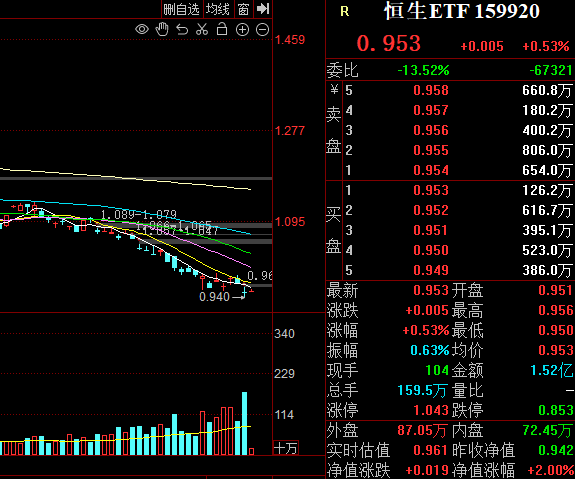 删自选 均线 窗
R 恒生ETF 159920
0.953 +0.005 +0.53%
委比 -13.52% -67321
¥ 5 0.958 660.8万
卖 4 0.957 180.2万
3 0.956 400.2万
盘 2 0.955 806.0万
1 0.954 654.0万
1 0.953 126.2万
买 2 0.952 616.7万
3 0.951 395.1万
盘 4 0.950 523.0万
5 0.949 386.0万
最新 0.953 开盘 0.951
涨跌 +0.005 最高 0.956
涨幅 +0.53% 最低 0.950
振幅 0.63% 均价 0.953
现手 104 金额 1.52亿
总手 159.5万 量比 –
涨停 1.043 跌停 0.853
外盘 87.05万 内盘 72.45万
实时估值 0.961 昨收净值 0.942
净值涨跌 +0.019 净值涨幅 +2.00%
1.459
1.277
1.095
1.089-1.079
0.96
0.940
340
229
114
十万